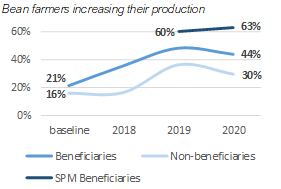 Bean farmers increasing their production
60%
40%
20%
0%
21%
16%
60%
63%
44%
30%
baseline 2018 2019 2020
Beneficiaries Non-beneficiaries
SPM Beneficiaries